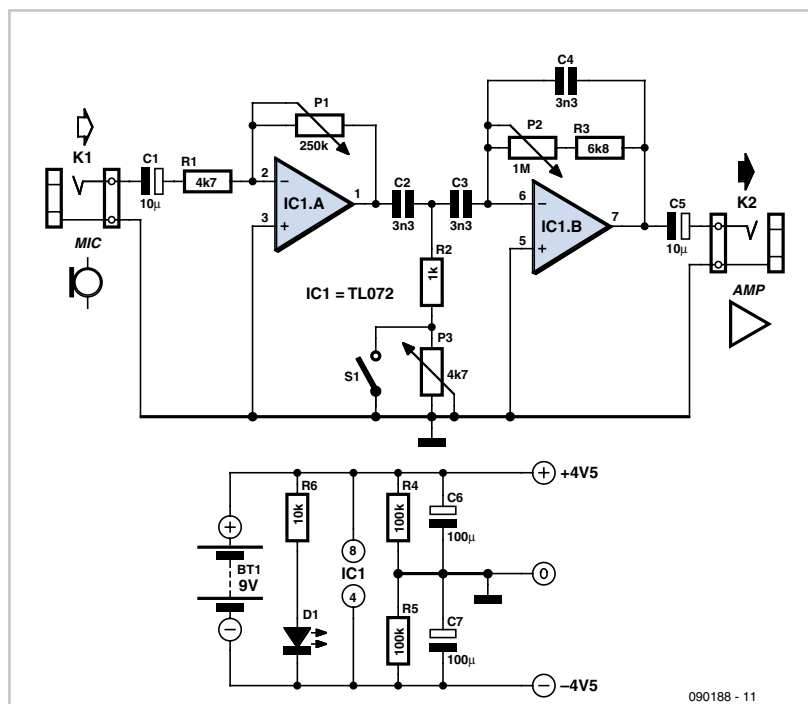 C4
3n3
P1
250k
P2
1M
R3
6k8
K1
C1
10µ
R1
4k7
2
3
IC1.A
1
C2
3n3
C3
3n3
6
5
IC1.B
7
C5
10µ
K2
MIC
R2
1k
IC1 = TL072
AMP
S1
P3
4k7
+4V5
R6
10k
R4
100k
C6
100µ
BT1
9V
8
IC1
4
0
D1
R5
100k
C7
100µ
–4V5
090188 - 11